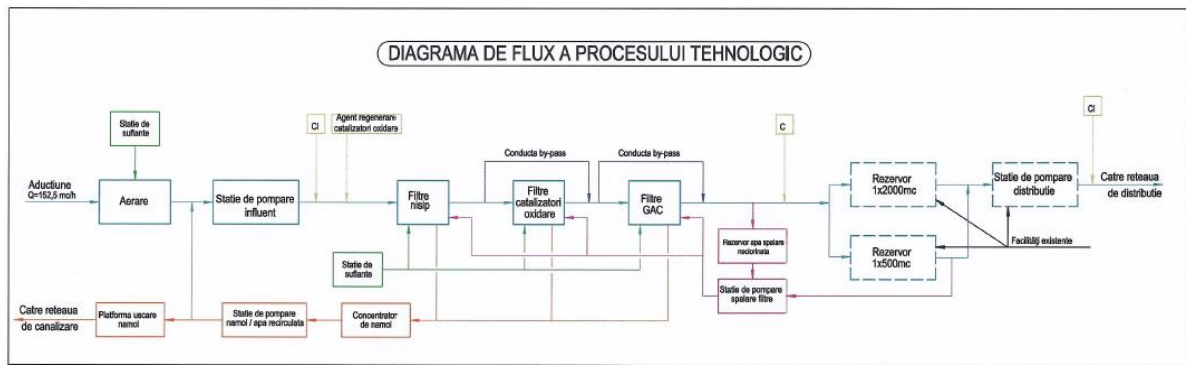 DIAGRAMA DE FLUX A PROCESULUI TEHNOLOGIC
Statie de
suflante
Cl
Agent regenerare
catalizatori oxidare
C
Cl
Aductiune
Q=152,5 mc/h
Aerare
Statie de pompare
influent
Filtre
nisip
Conducta by-pass
Filtre
catalizatori
oxidare
Conducta by-pass
Filtre
GAC
Rezervor
1x2000mc
Statie de pompare
distributie
Catre reteaua
de distributie
Rezervor apa spalare
neclorinata
Rezervor
1x500mc
Facilități existente
Statie de
suflante
Statie de pompare
spalare filtre
Catre reteaua
de canalizare
Platforma uscare
namol
Statie de pompare
namol / apa recirculata
Concentrator
de namol